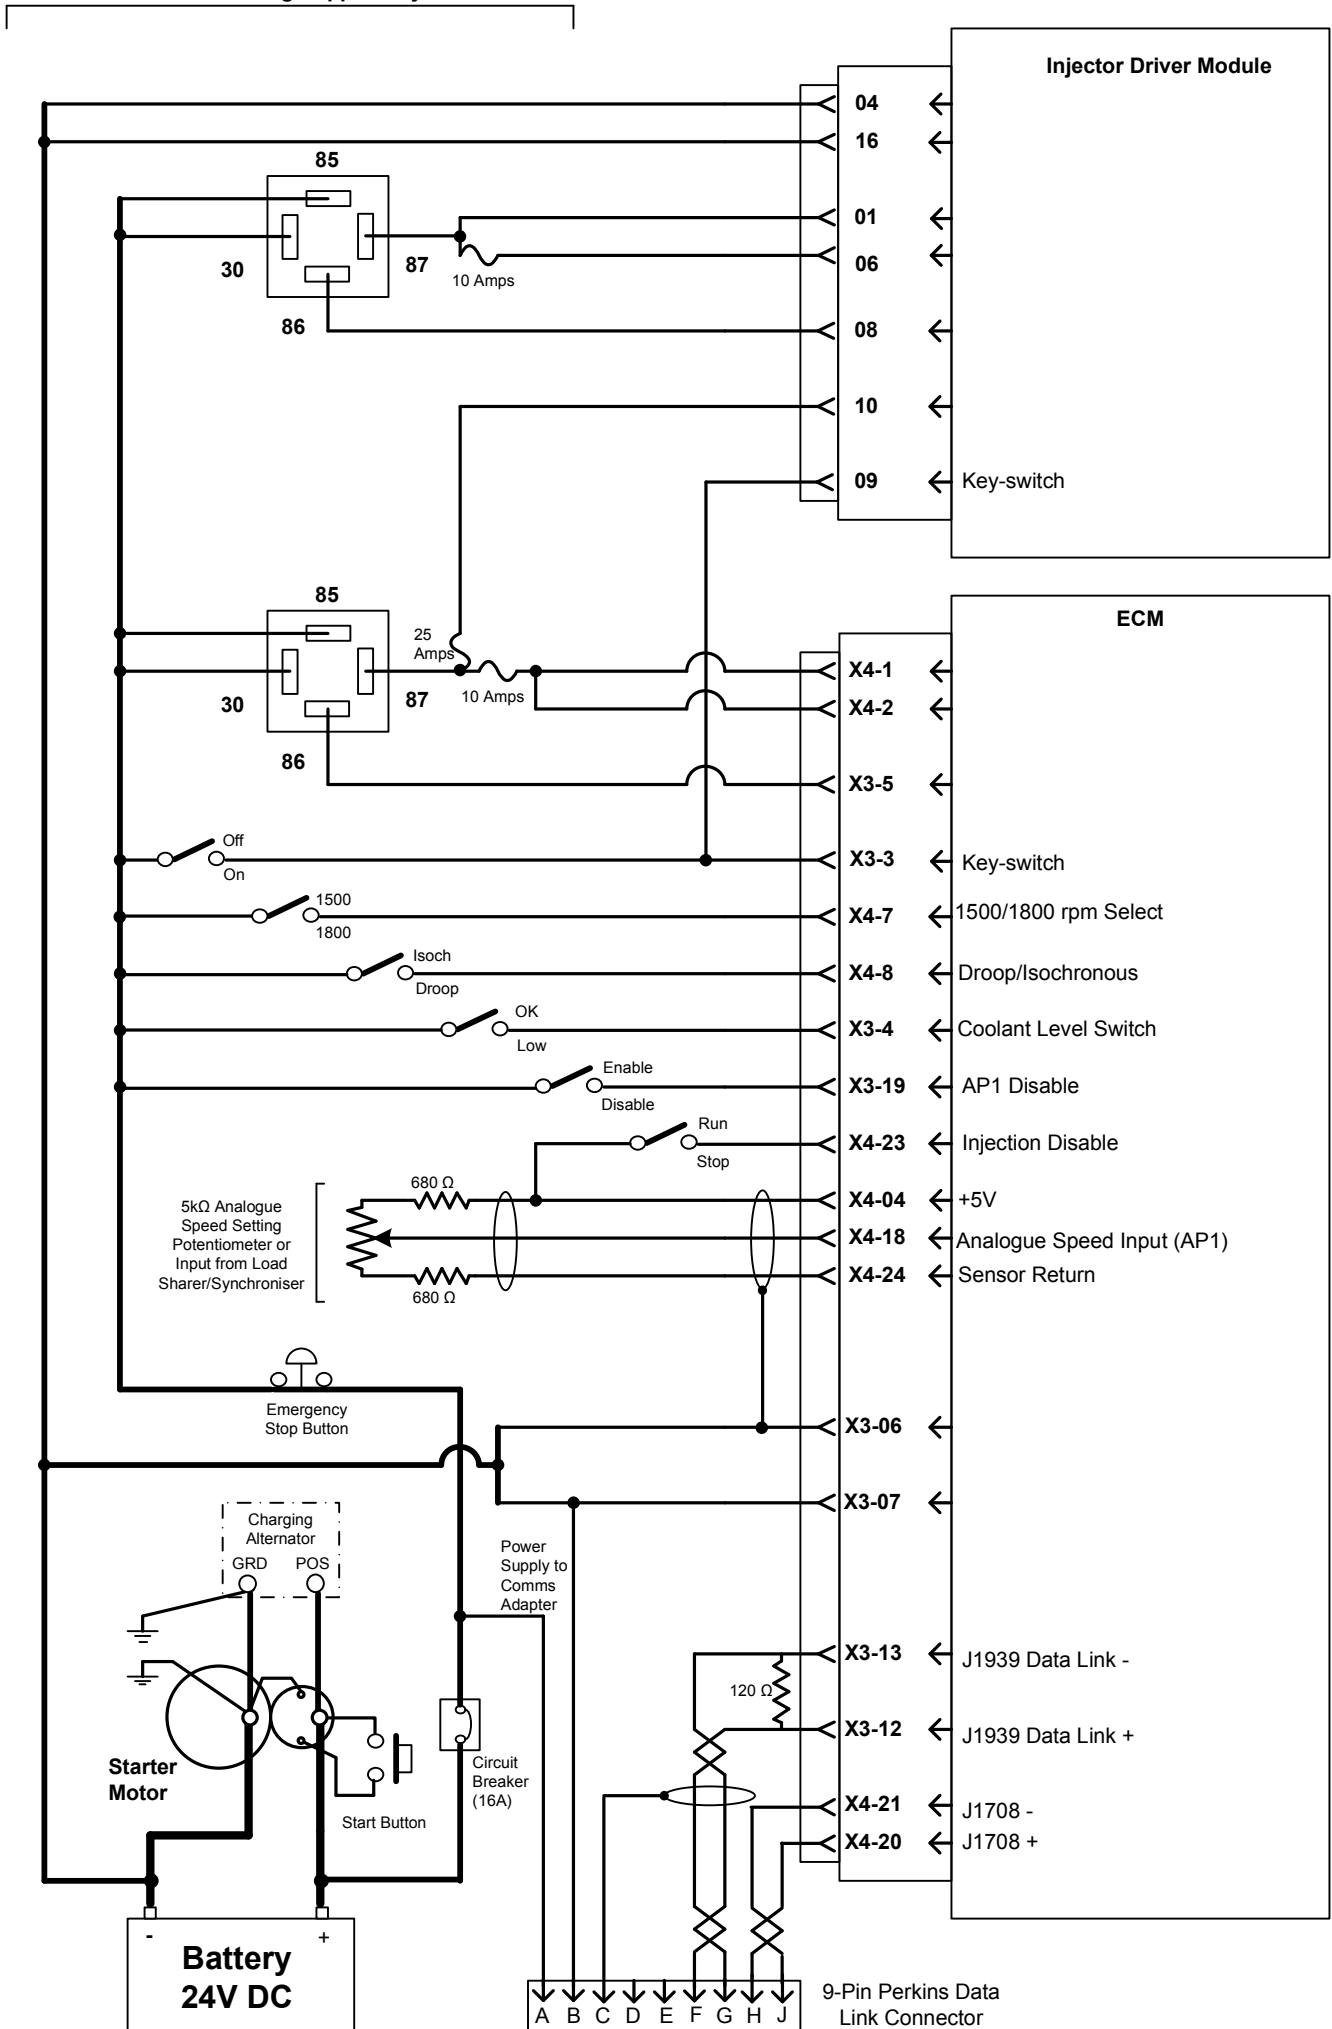 Injector Driver Module
04
16
85
01
30
87
06
10 Amps
86
08
10
09
Key-switch
85
ECM
25
Amps
X4-1
30
87
10 Amps
X4-2
86
X3-5
Off
On
X3-3
Key-switch
1500
1800
X4-7
1500/1800 rpm Select
Isoch
Droop
X4-8
Droop/Isochronous
OK
Low
X3-4
Coolant Level Switch
Enable
Disable
X3-19
AP1 Disable
Run
Stop
X4-23
Injection Disable
680 Ω
X4-04
+5V
5kΩ Analogue
Speed Setting
Potentiometer or
Input from Load
Sharer/Synchroniser
X4-18
Analogue Speed Input (AP1)
X4-24
Sensor Return
680 Ω
Emergency
Stop Button
X3-06
X3-07
Charging
Alternator
GRD POS
Power
Supply to
Comms
Adapter
X3-13
J1939 Data Link -
120 Ω
X3-12
J1939 Data Link +
Starter
Motor
Circuit
Breaker
(16A)
Start Button
X4-21
J1708 -
X4-20
J1708 +
- +
Battery
24V DC
A B C D E F G H J
9-Pin Perkins Data
Link Connector